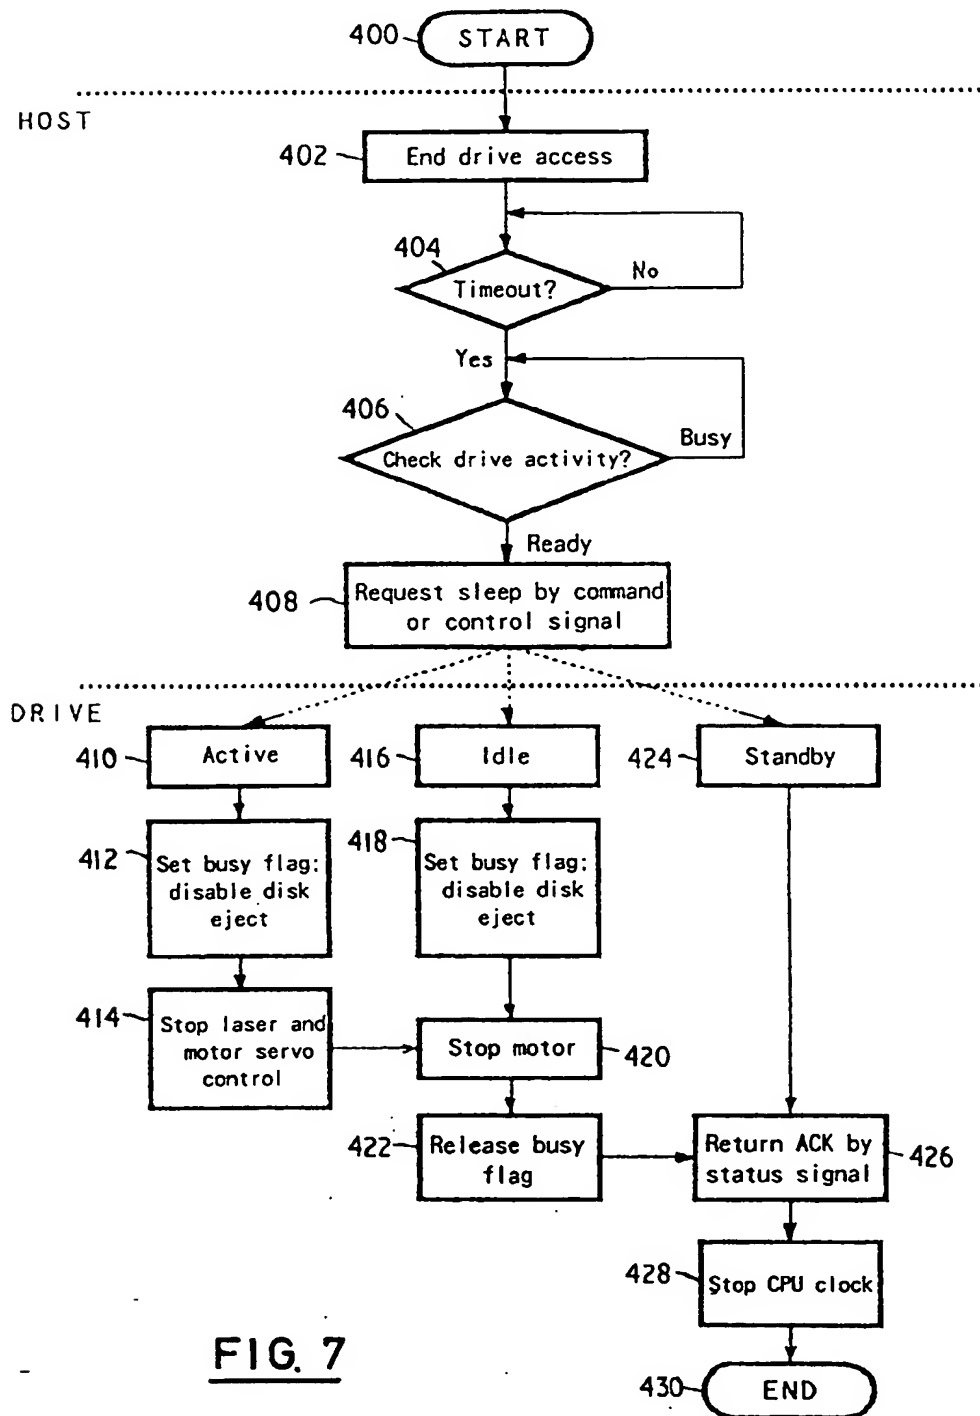 400
START
HOST
402
End drive access
404
Timeout?
No
Yes
406
Check drive activity?
Busy
Ready
408
Request sleep by command
or control signal
DRIVE
410
Active
416
Idle
424
Standby
412
Set busy flag:
disable disk
eject
418
Set busy flag:
disable disk
eject
414
Stop laser and
motor servo
control
Stop motor
420
422
Release busy
flag
Return ACK by
status signal
426
428
Stop CPU clock
430
END
FIG. 7